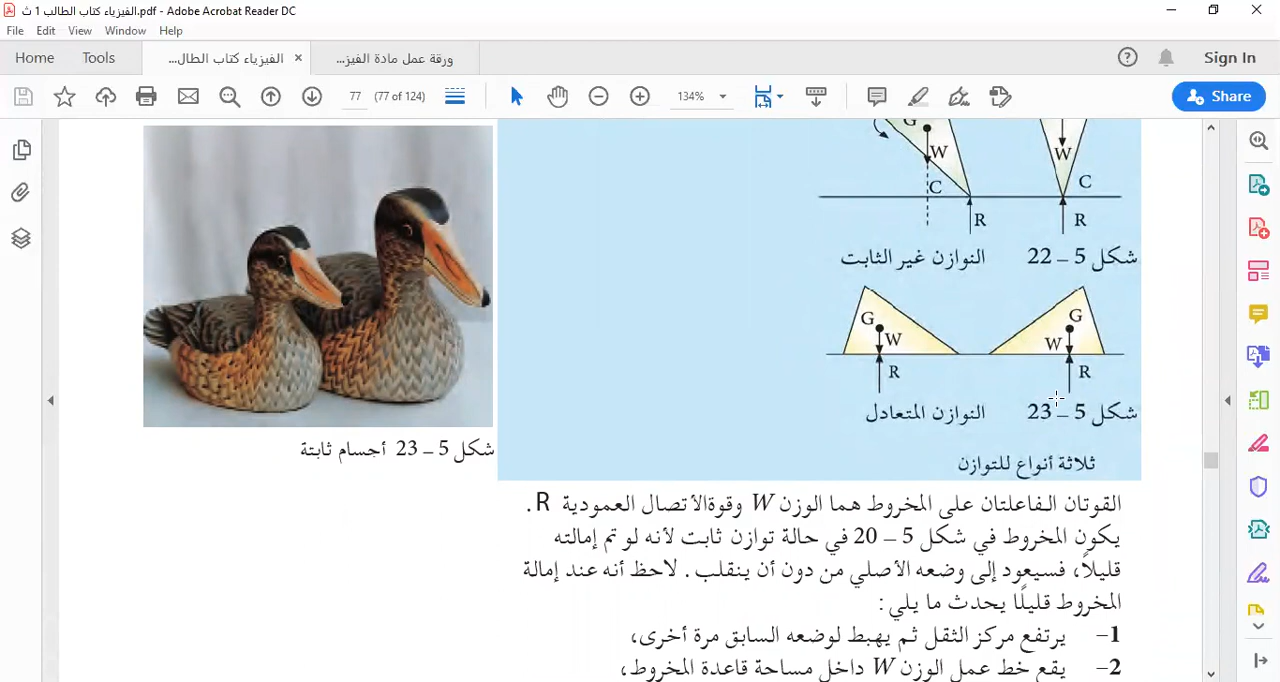 الفيزياء كتاب الطالب 1 ث.pdf - Adobe Acrobat Reader DC
File Edit View Window Help
Home Tools الفيزياء كتاب الطال... × ورقة عمل مادة الفيز... Sign In
77 (77 of 124) 134% Share
G W C R
W C R
شكل 5 – 22 النوازن غير الثابت
G W R
G W R
شكل 5 – 23 النوازن المتعادل
ثلاثة أنواع للتوازن
شكل 5 – 23 أجسام ثابتة
القوتان الفاعلتان على المخروط هما الوزن W وقوةالأتصال العمودية R .
يكون المخروط في شكل 5 – 20 في حالة توازن ثابت لأنه لو تم إمالته
قليلاً، فسيعود إلى وضعه الأصلي من دون أن ينقلب . لاحظ أنه عند إمالة
المخروط قليلًا يحدث ما يلي :
1– يرتفع مركز الثقل ثم يهبط لوضعه السابق مرة أخرى،
2– يقع خط عمل الوزن W داخل مساحة قاعدة المخروط،